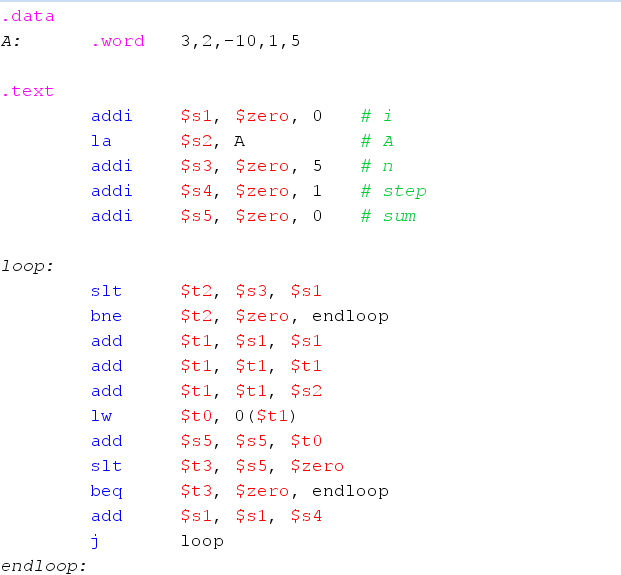 .data
A: .word 3,2,-10,1,5
.text
addi $s1, $zero, 0 # i
la $s2, A # A
addi $s3, $zero, 5 # n
addi $s4, $zero, 1 # step
addi $s5, $zero, 0 # sum
loop:
slt $t2, $s3, $s1
bne $t2, $zero, endloop
add $t1, $s1, $s1
add $t1, $t1, $t1
add $t1, $t1, $s2
lw $t0, 0($t1)
add $s5, $s5, $t0
slt $t3, $s5, $zero
beq $t3, $zero, endloop
add $s1, $s1, $s4
j loop
endloop: